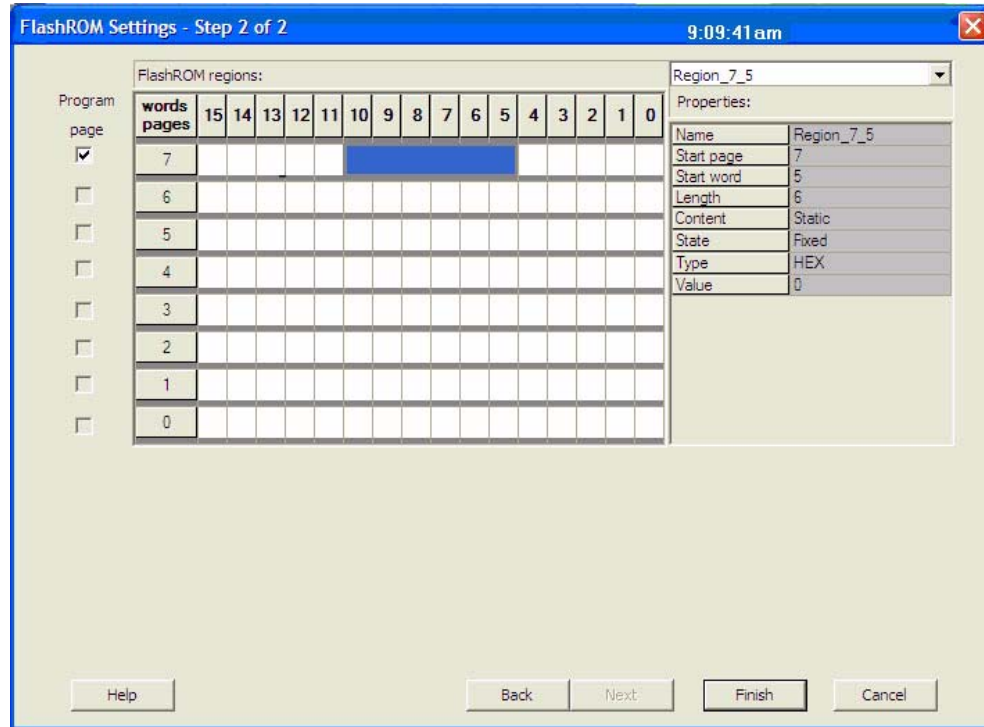 FlashROM Settings - Step 2 of 2
9:09:41am
FlashROM regions:
Region_7_5
Program page
words pages 15 14 13 12 11 10 9 8 7 6 5 4 3 2 1 0
7
6
5
4
3
2
1
0
Properties:
Name Region_7_5
Start page 7
Start word 5
Length 6
Content Static
State Fixed
Type HEX
Value 0
Help Back Next Finish Cancel